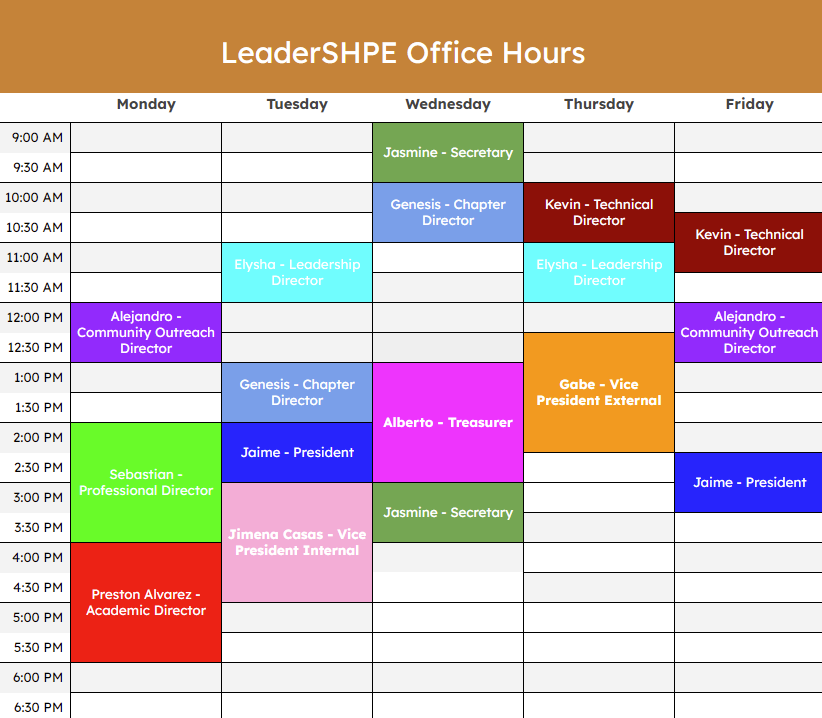 LeaderSHPE Office Hours
Monday Tuesday Wednesday Thursday Friday
9:00 AM
Jasmine - Secretary
9:30 AM
10:00 AM
Genesis - Chapter
Director
Kevin - Technical
Director
10:30 AM
Kevin - Technical
Director
11:00 AM
Elysha - Leadership
Director
Elysha - Leadership
Director
11:30 AM
12:00 PM
Alejandro -
Community Outreach
Director
Alejandro -
Community Outreach
Director
12:30 PM
Gabe - Vice
President External
1:00 PM
Genesis - Chapter
Director
Alberto - Treasurer
1:30 PM
2:00 PM
Sebastian -
Professional Director
Jaime - President
2:30 PM
Jaime - President
3:00 PM
Jimena Casas - Vice
President Internal
Jasmine - Secretary
3:30 PM
4:00 PM
Preston Alvarez -
Academic Director
4:30 PM
5:00 PM
5:30 PM
6:00 PM
6:30 PM